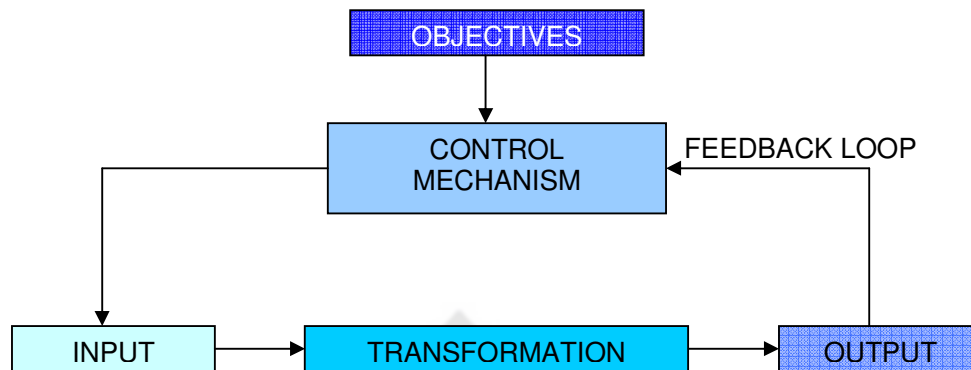 OBJECTIVES
CONTROL
MECHANISM
FEEDBACK LOOP
INPUT
TRANSFORMATION
OUTPUT